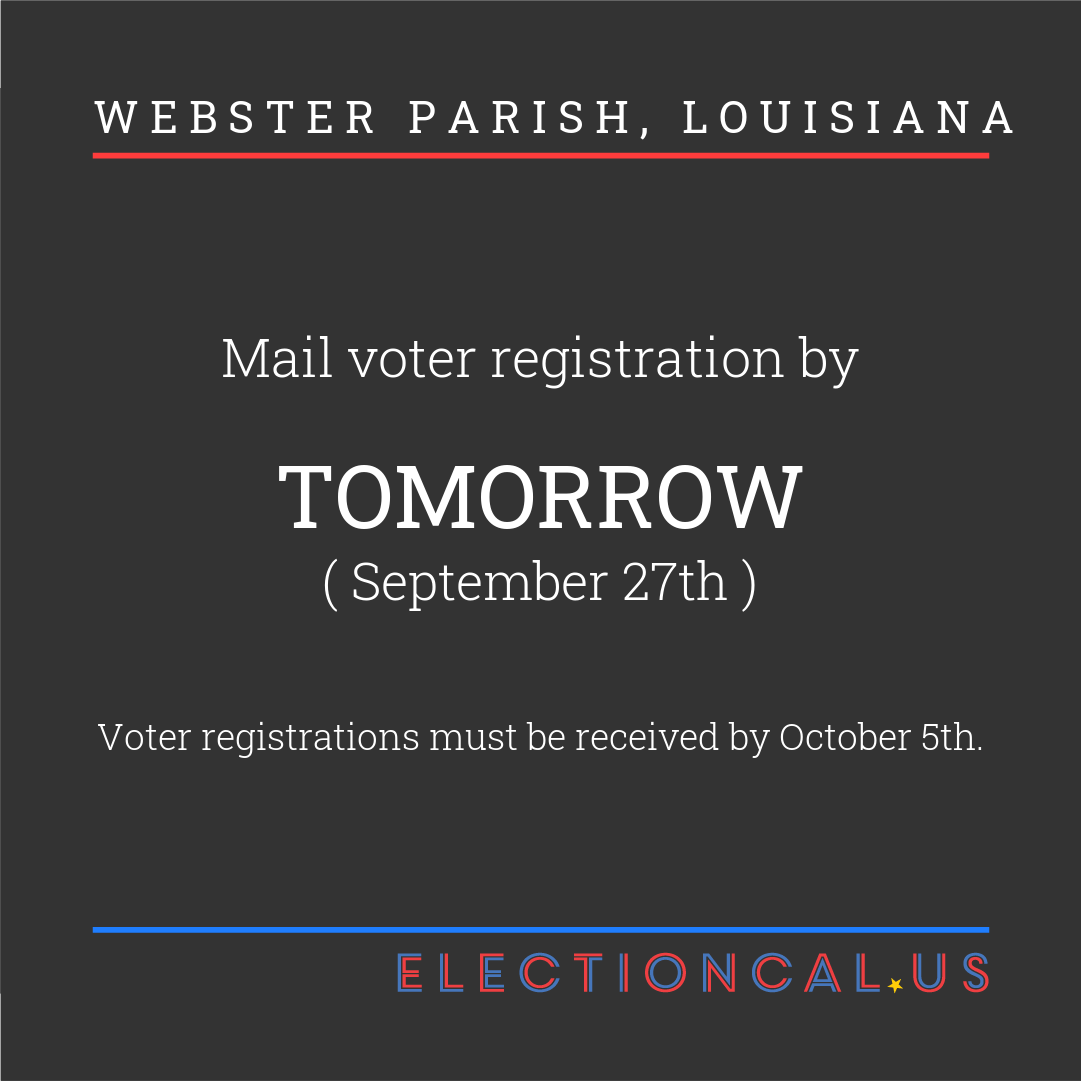 WEBSTER PARISH, LOUISIANA
Mail voter registration by
TOMORROW
( September 27th )
Voter registrations must be received by October 5th.
ELECTIONCAL.US